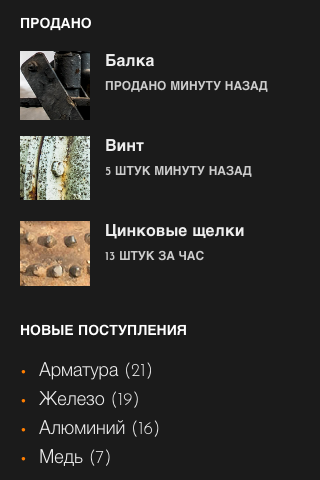 ПРОДАНО
Балка
ПРОДАНО МИНУТУ НАЗАД
Винт
5 ШТУК МИНУТУ НАЗАД
Цинковые щелки
13 ШТУК ЗА ЧАС
НОВЫЕ ПОСТУПЛЕНИЯ
• Арматура (21)
• Железо (19)
• Алюминий (16)
• Медь (7)